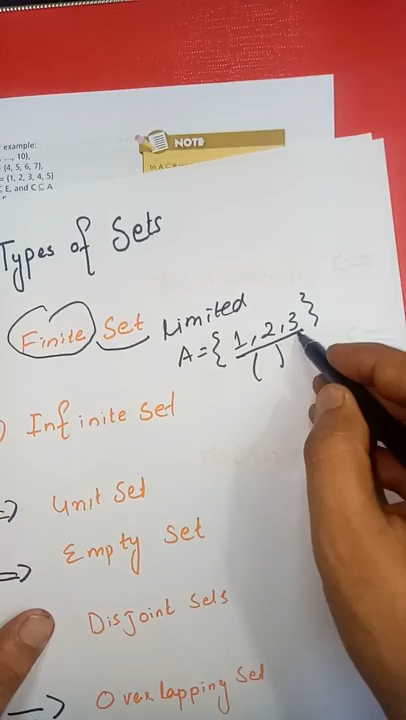 example:
..., 10},
(4, 5, 6, 7),
= (1, 2, 3, 4, 5)
E, and C ⊆ A
NOTE
Types of Sets
Finite Set Limited
A = { 1, 2, 3 }
( )
Infinite Set
=> Unit Set
=> Empty Set
Disjoint Sets
Overlapping Set